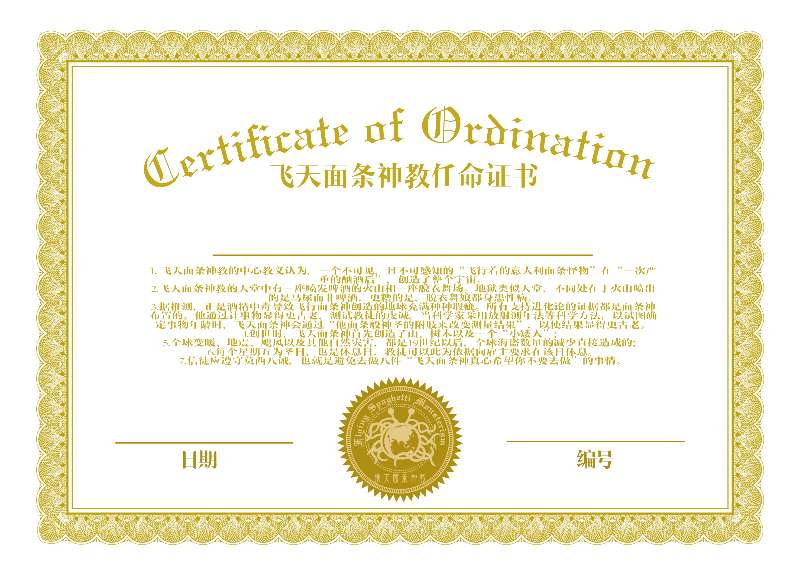 Certificate of Ordination
飞天面条神教任命证书
1.飞天面条神教的中心教义认为，一个不可见，且不可感知的“飞行着的意大利面条怪物”在“一次严
重的酗酒后”，创造了整个宇宙。
2.飞天面条神教的天堂中有一座喷发啤酒的火山和一座脱衣舞场。地狱类似天堂，不同处在于火山喷出
的是马尿而非啤酒，更糟的是，脱衣舞娘都身患性病。
3.据推测，正是酒精中毒导致飞行面条神创造的地球充满种种瑕疵。所有支持进化论的证据都是面条神
布置的。他通过让事物显得更古老，测试教徒的虔诚。当科学家采用放射测年法等科学方法，以试图确
定事物年龄时，飞天面条神会通过“他面条般神圣的附肢来改变测量结果”，以使结果显得更古老。
4.创世时，飞天面条神首先创造了山，树木以及一个“小矮人”；
5.全球变暖、地震、飓风以及其他自然灾害，都是19世纪以后，全球海盗数量的减少直接造成的；
6.每个星期五为圣日，也是休息日，教徒可以此为依据向雇主要求在该日休息。
7.信徒应遵守莫西八诫，也就是避免去做八件“飞天面条神真心希望你不要去做”的事情。
Flying Spaghetti Monsterism
飞天面条神教
日期
编号